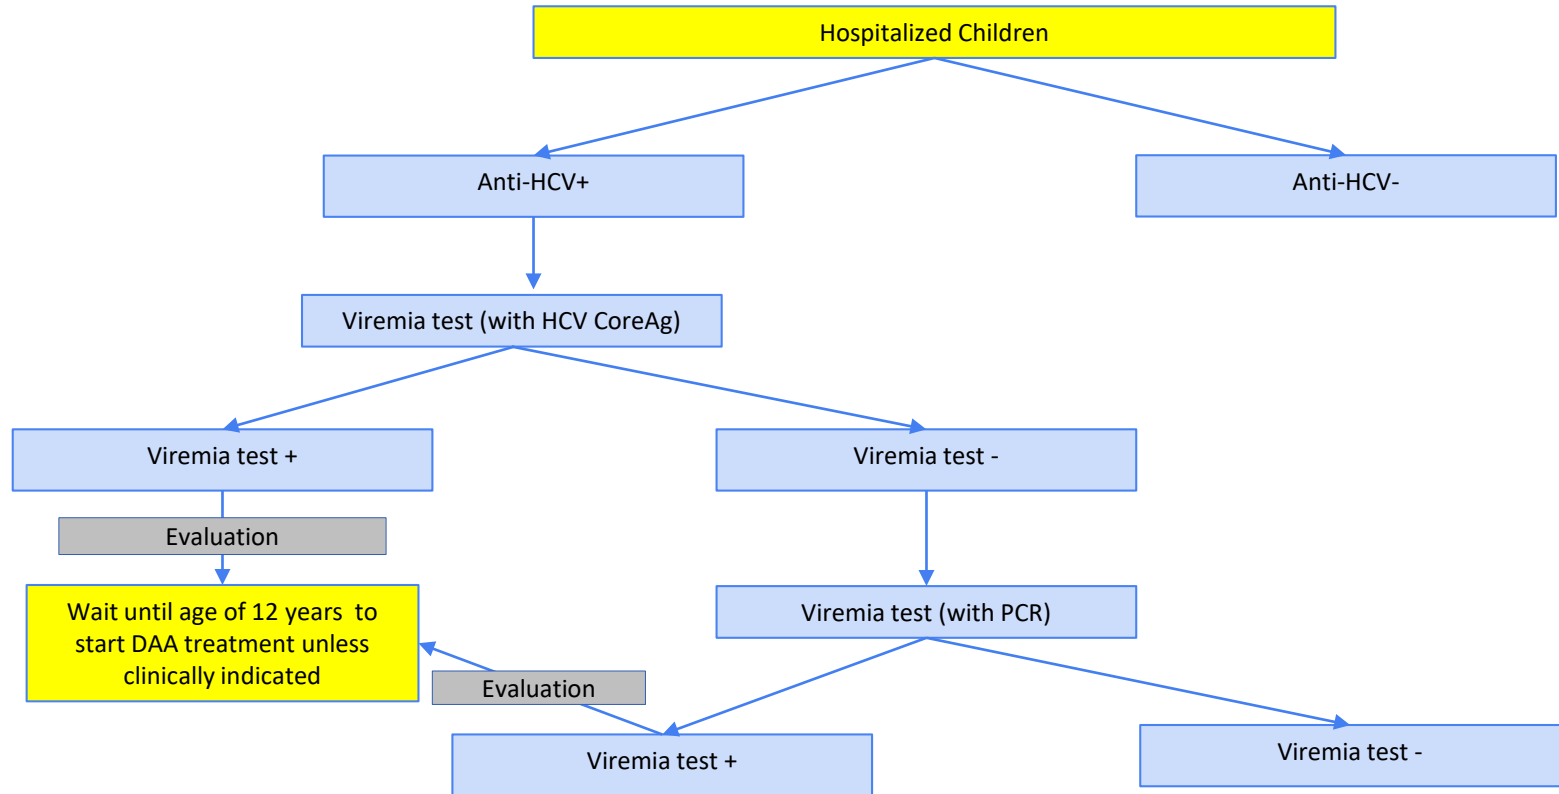 Hospitalized Children
Anti-HCV+
Anti-HCV-
Viremia test (with HCV CoreAg)
Viremia test +
Viremia test -
Evaluation
Wait until age of 12 years  to
start DAA treatment unless
clinically indicated
Viremia test (with PCR)
Evaluation
Viremia test +
Viremia test -